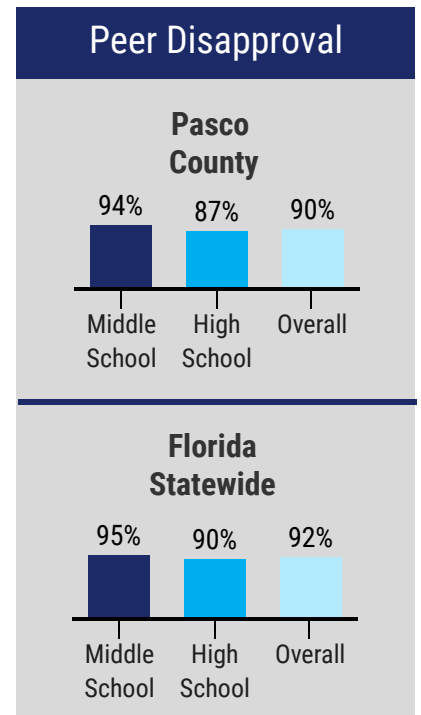 Peer Disapproval
Pasco
County
94% 87% 90%
Middle High Overall
School School
Florida
Statewide
95% 90% 92%
Middle High Overall
School School